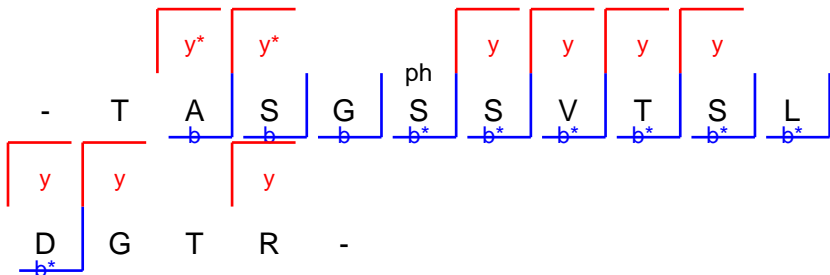 y* y* y y y y
ph
- T A S G S S V T S L
b b b b* b* b* b* b* b*
y y y
D G T R -
b*